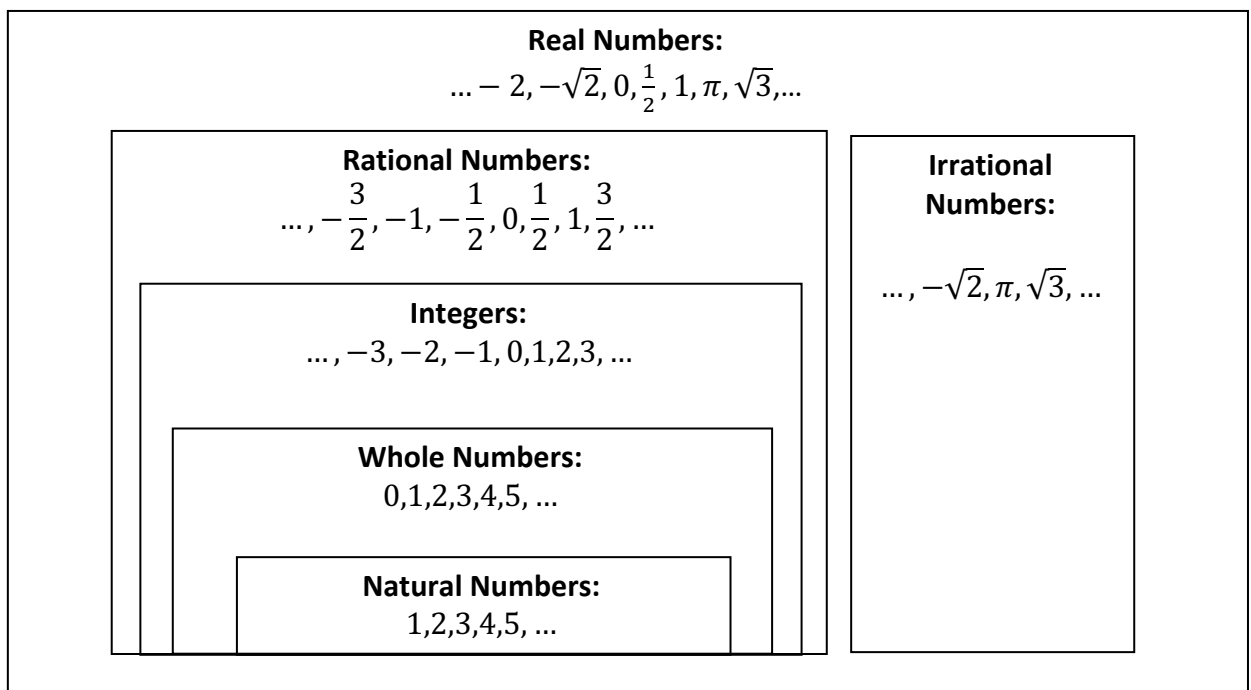 Real Numbers:
... − 2, −√2, 0, 1/2, 1, π, √3,...
Rational Numbers:
... , − 3/2, −1, − 1/2, 0, 1/2, 1, 3/2, ...
Integers:
... , −3, −2, −1, 0,1,2,3, ...
Whole Numbers:
0,1,2,3,4,5, ...
Natural Numbers:
1,2,3,4,5, ...
Irrational
Numbers:
... , −√2, π, √3, ...